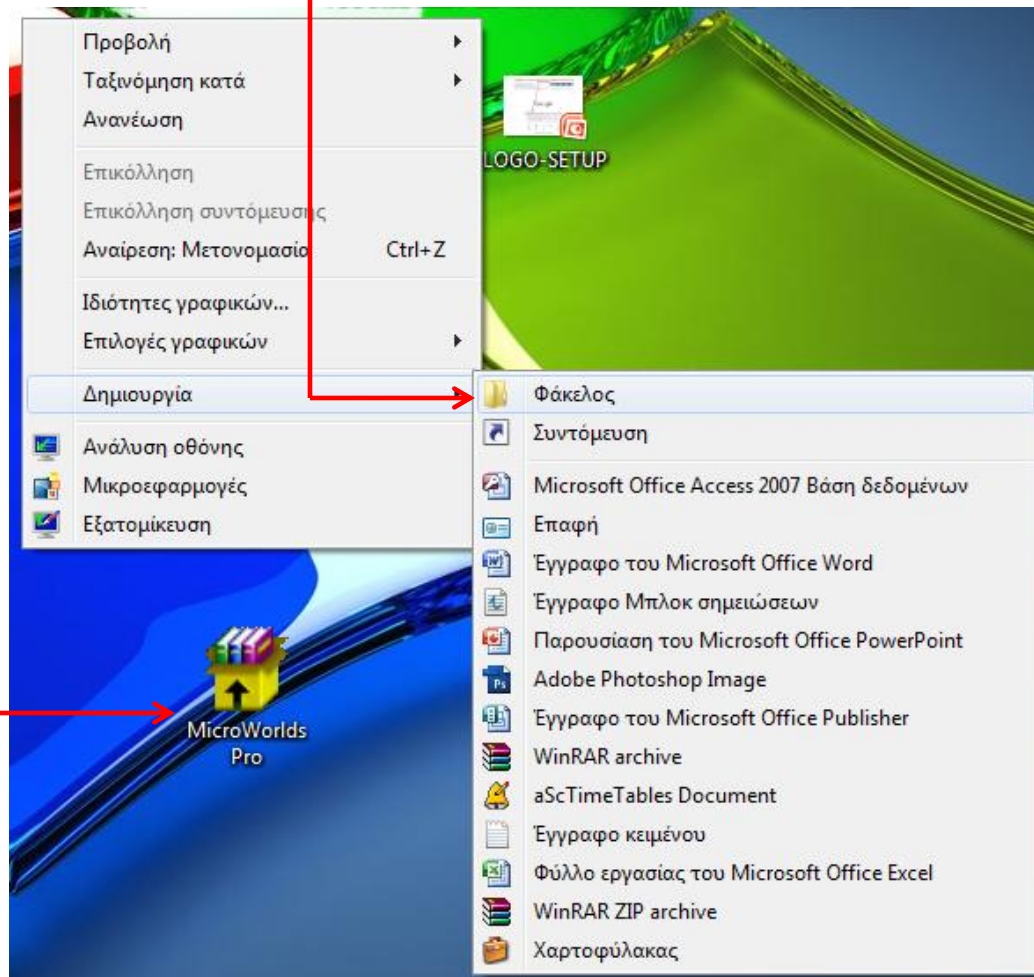 Προβολή
Ταξινόμηση κατά
Ανανέωση
Επικόλληση
Επικόλληση συντόμευσης
Αναίρεση: Μετονομασία Ctrl+Z
Ιδιότητες γραφικών...
Επιλογές γραφικών
Δημιουργία
Ανάλυση οθόνης
Μικροεφαρμογές
Εξατομίκευση
LOGO-SETUP
Φάκελος
Συντόμευση
Microsoft Office Access 2007 Βάση δεδομένων
Επαφή
Έγγραφο του Microsoft Office Word
Έγγραφο Μπλοκ σημειώσεων
Παρουσίαση του Microsoft Office PowerPoint
Adobe Photoshop Image
Έγγραφο του Microsoft Office Publisher
WinRAR archive
aScTimeTables Document
Έγγραφο κειμένου
Φύλλο εργασίας του Microsoft Office Excel
WinRAR ZIP archive
Χαρτοφύλακας
MicroWorlds
Pro